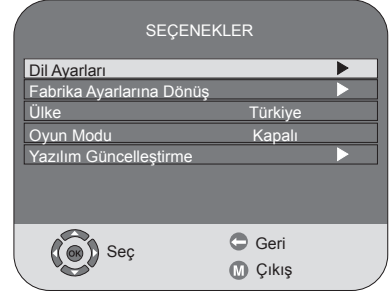 SEÇENEKLER
Dil Ayarları
Fabrika Ayarlarına Dönüş
Ülke Türkiye
Oyun Modu Kapalı
Yazılım Güncelleştirme
OK Seç
Geri
M Çıkış